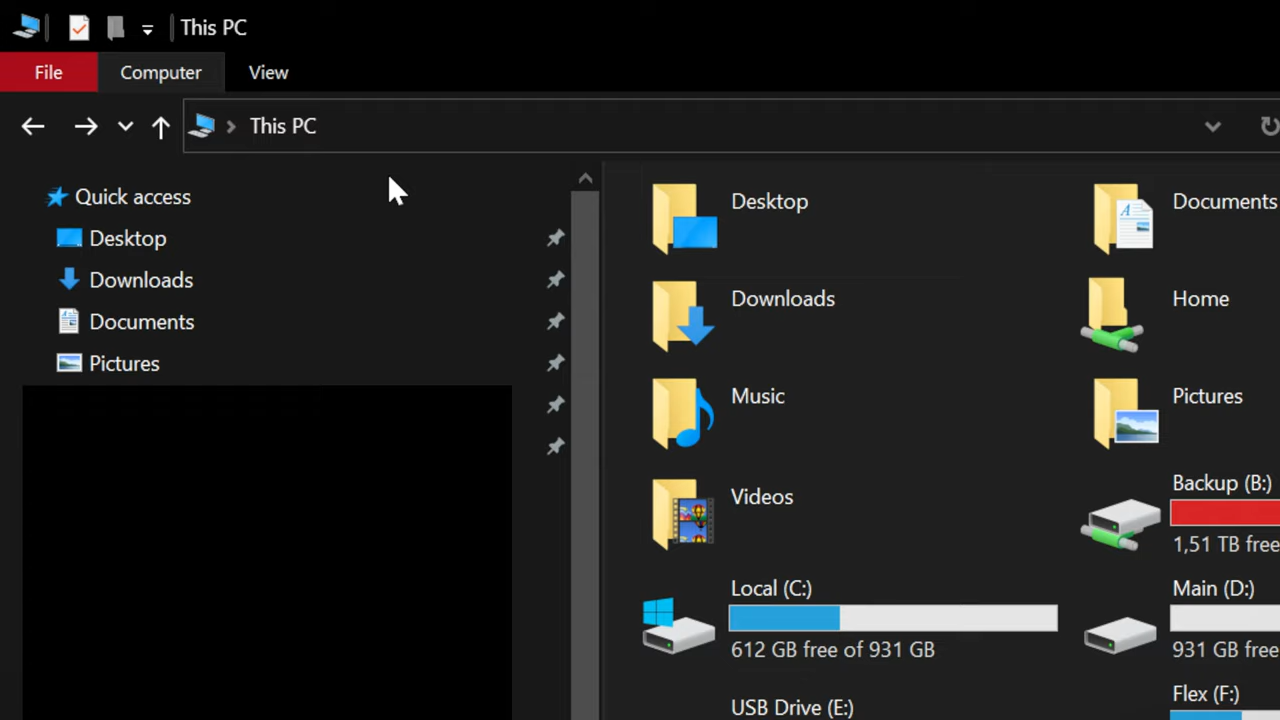 This PC
File Computer View
This PC
Quick access
Desktop
Downloads
Documents
Pictures
Desktop
Documents
Downloads
Home
Music
Pictures
Videos
Backup (B:)
1,51 TB free
Local (C:)
612 GB free of 931 GB
Main (D:)
931 GB free
USB Drive (E:)
Flex (F:)